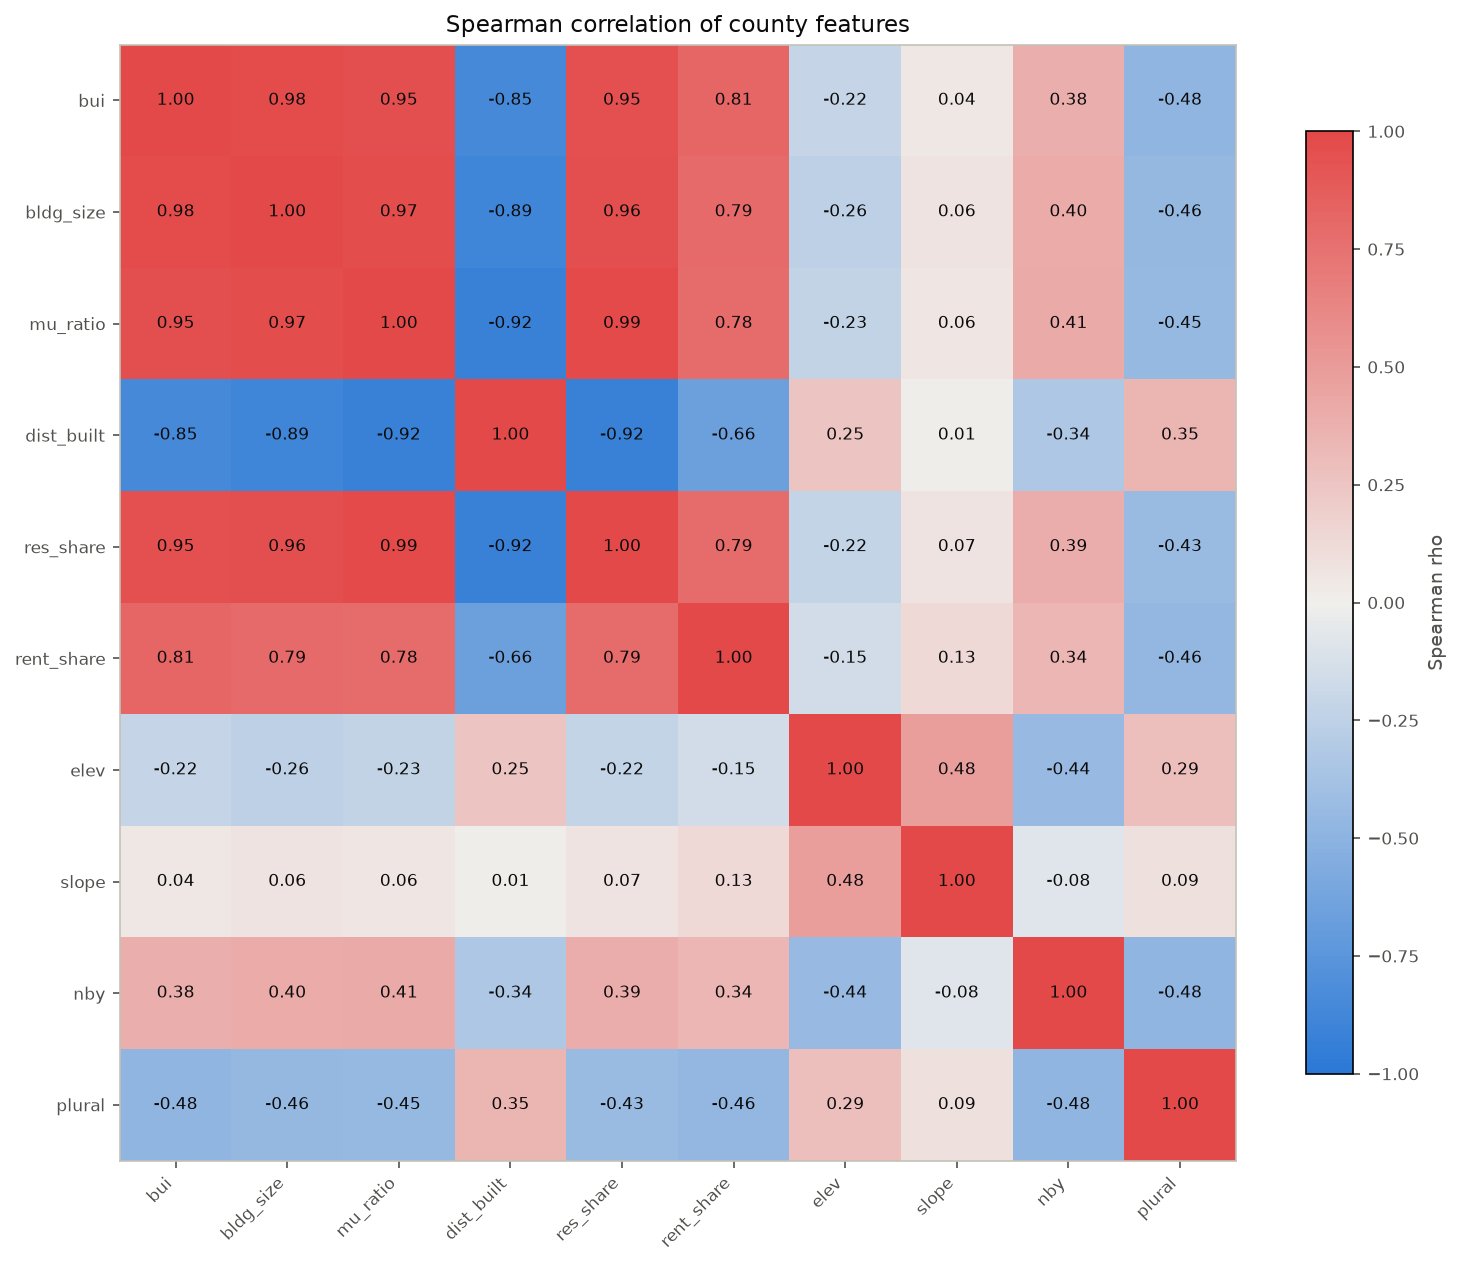 Spearman correlation of county features
bui 1.00 0.98 0.95 -0.85 0.95 0.81 -0.22 0.04 0.38 -0.48
bldg_size 0.98 1.00 0.97 -0.89 0.96 0.79 -0.26 0.06 0.40 -0.46
mu_ratio 0.95 0.97 1.00 -0.92 0.99 0.78 -0.23 0.06 0.41 -0.45
dist_built -0.85 -0.89 -0.92 1.00 -0.92 -0.66 0.25 0.01 -0.34 0.35
res_share 0.95 0.96 0.99 -0.92 1.00 0.79 -0.22 0.07 0.39 -0.43
rent_share 0.81 0.79 0.78 -0.66 0.79 1.00 -0.15 0.13 0.34 -0.46
elev -0.22 -0.26 -0.23 0.25 -0.22 -0.15 1.00 0.48 -0.44 0.29
slope 0.04 0.06 0.06 0.01 0.07 0.13 0.48 1.00 -0.08 0.09
nby 0.38 0.40 0.41 -0.34 0.39 0.34 -0.44 -0.08 1.00 -0.48
plural -0.48 -0.46 -0.45 0.35 -0.43 -0.46 0.29 0.09 -0.48 1.00
bui bldg_size mu_ratio dist_built res_share rent_share elev slope nby plural
1.00
0.75
0.50
0.25
0.00
−0.25
−0.50
−0.75
−1.00
Spearman rho